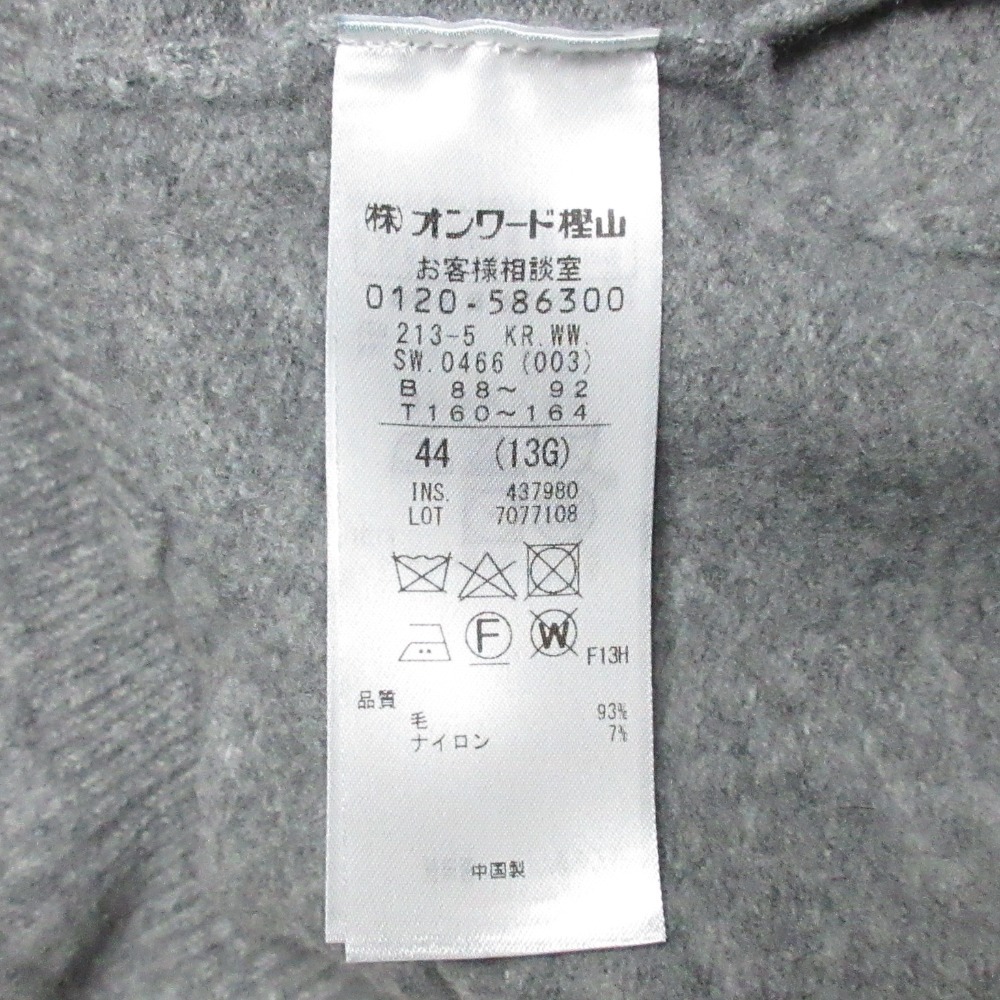 (株)オンワード樫山
お客様相談室
0120-586300
213-5 KR.WW.
SW.0466 (003)
B 88〜 92
T160〜164
44 (13G)
INS. 437980
LOT 7077108
F W F13H
品質
毛 93%
ナイロン 7%
中国製